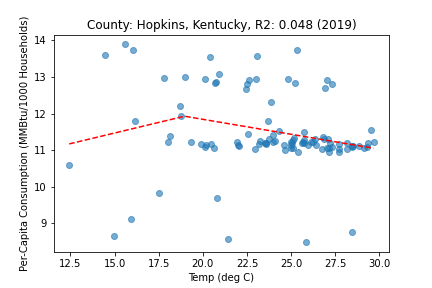 County: Hopkins, Kentucky, R2: 0.048 (2019)
Per-Capita Consumption (MMBtu/1000 Households)
14
13
12
11
10
9
12.5 15.0 17.5 20.0 22.5 25.0 27.5 30.0
Temp (deg C)